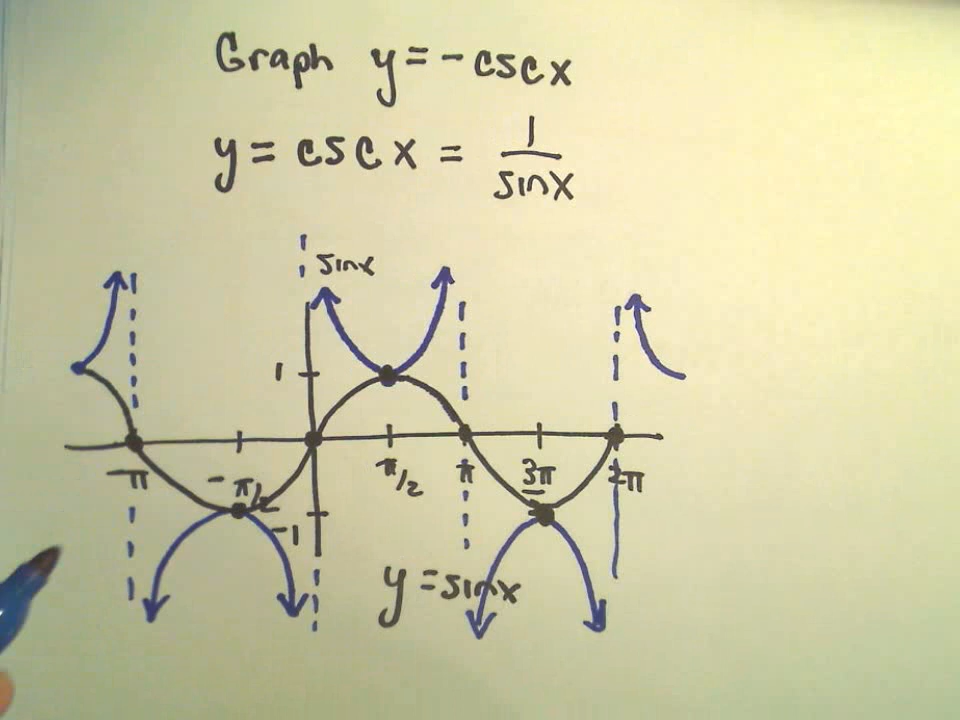 Graph y = -csc x
y = csc x = 1/sin x
sin x
1
-π
-π/2
π/2
π
3π
2π
-1
y = sin x